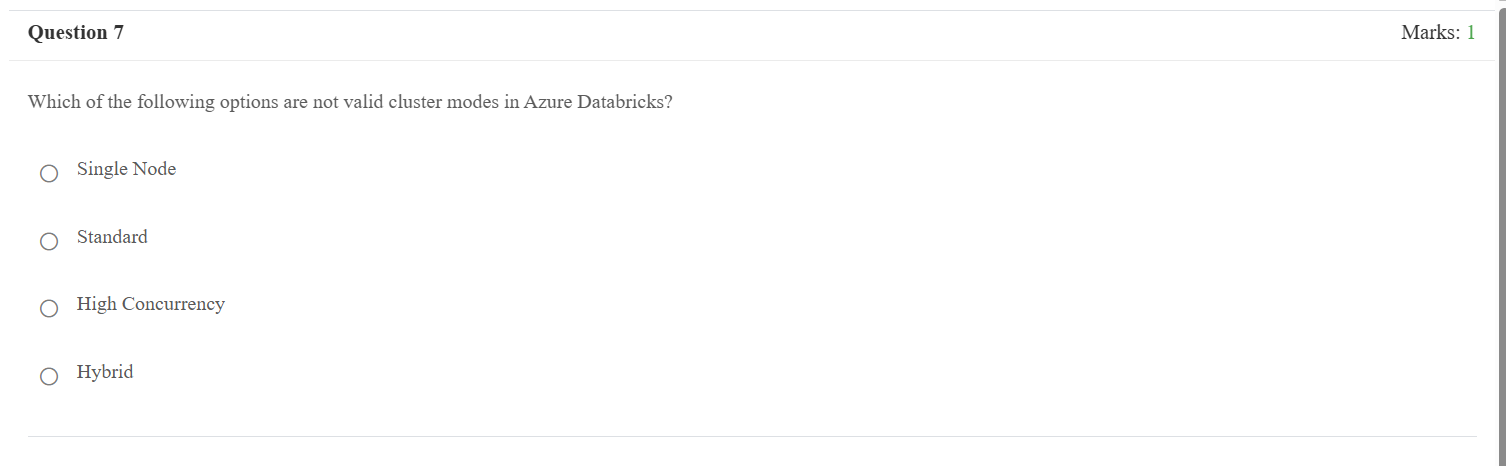 Question 7
Marks: 1
Which of the following options are not valid cluster modes in Azure Databricks?
Single Node
Standard
High Concurrency
Hybrid